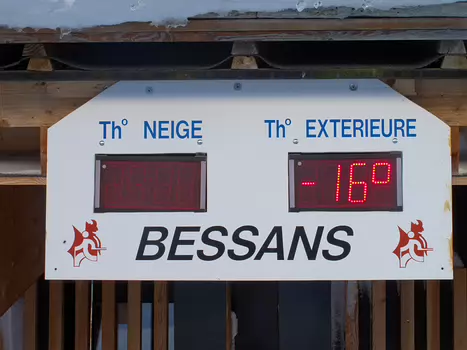 Th° NEIGE
Th° EXTERIEURE
-16°
BESSANS